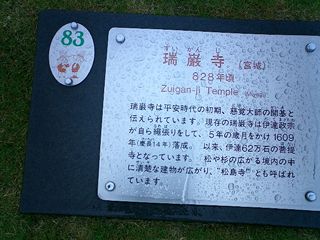 83
ずいがんじ
瑞巌寺(宮城)
828年頃
Zuigan-ji Temple (Miyagi)
瑞巌寺は平安時代の初期、慈覚大師の開基と
伝えられています。現在の瑞巌寺は伊達政宗
が自ら縄張りをして、5年の歳月をかけ1609
年(慶長14年)落成。以来、伊達62万石の菩提
寺となっています。 松や杉の広がる境内の中
に清楚な建物が広がり、"松島寺"とも呼ばれ
ています。